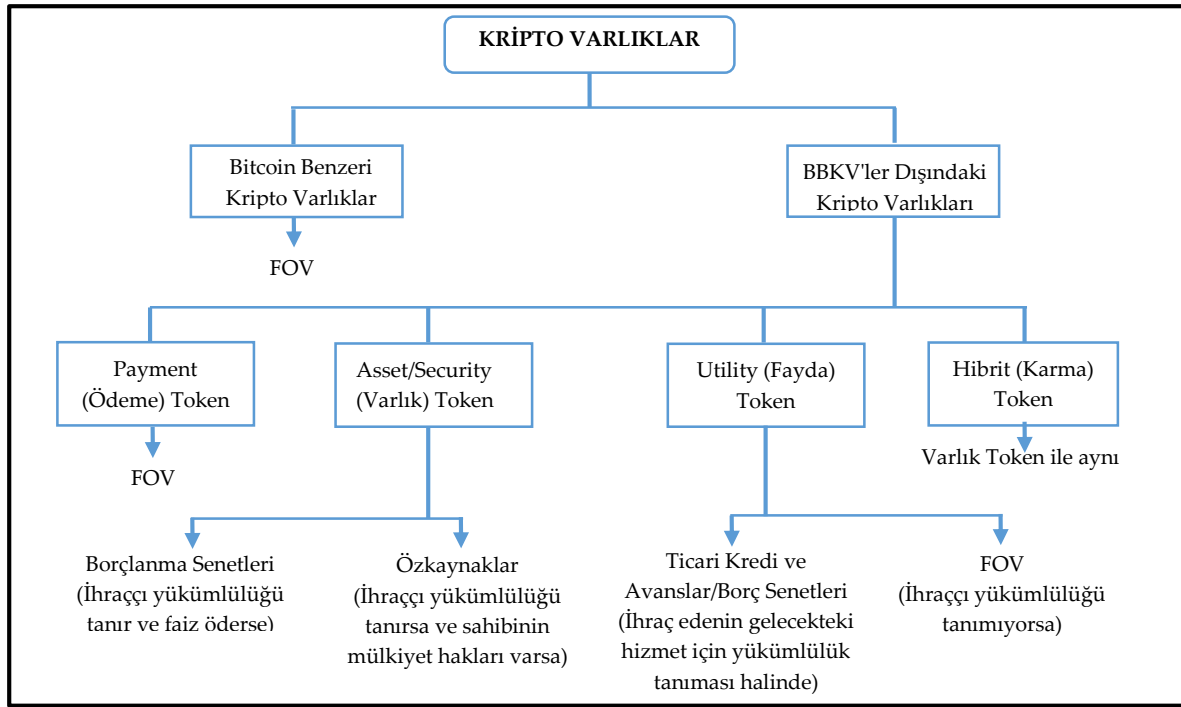 KRİPTO VARLIKLAR
Bitcoin Benzeri
Kripto Varlıklar
BBKV'ler Dışındaki
Kripto Varlıkları
FOV
Payment
(Ödeme) Token
Asset/Security
(Varlık) Token
Utility (Fayda)
Token
Hibrit (Karma)
Token
FOV
Varlık Token ile aynı
Borçlanma Senetleri
(İhraççı yükümlülüğü
tanır ve faiz öderse)
Özkaynaklar
(İhraççı yükümlülüğü
tanırsa ve sahibinin
mülkiyet hakları varsa)
Ticari Kredi ve
Avanslar/Borç Senetleri
(İhraç edenin gelecekteki
hizmet için yükümlülük
tanıması halinde)
FOV
(İhraççı yükümlülüğü
tanımıyorsa)